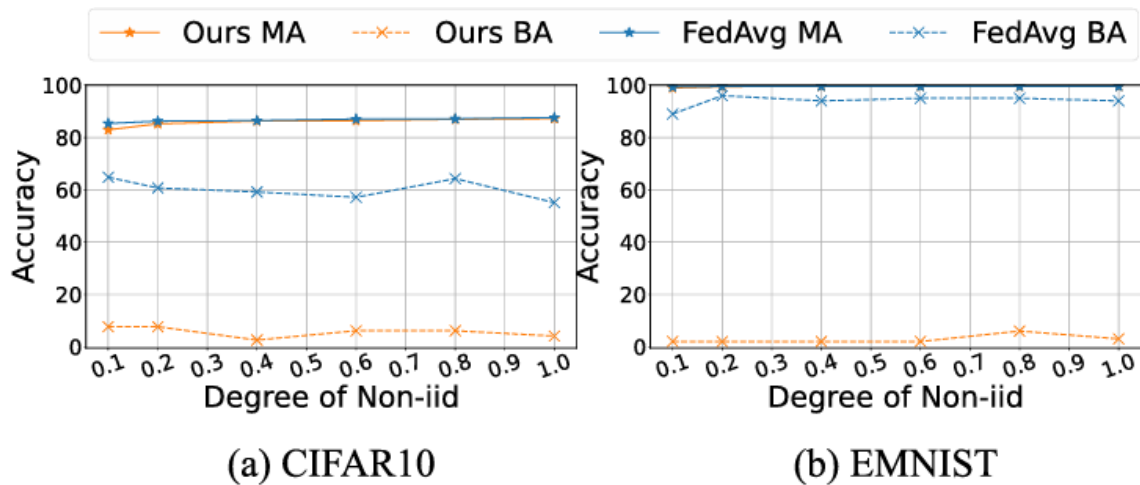 Ours MA Ours BA FedAvg MA FedAvg BA
100
80
60
40
20
0
Accuracy
0.1 0.2 0.3 0.4 0.5 0.6 0.7 0.8 0.9 1.0
Degree of Non-iid
(a) CIFAR10
100
80
60
40
20
0
Accuracy
0.1 0.2 0.3 0.4 0.5 0.6 0.7 0.8 0.9 1.0
Degree of Non-iid
(b) EMNIST